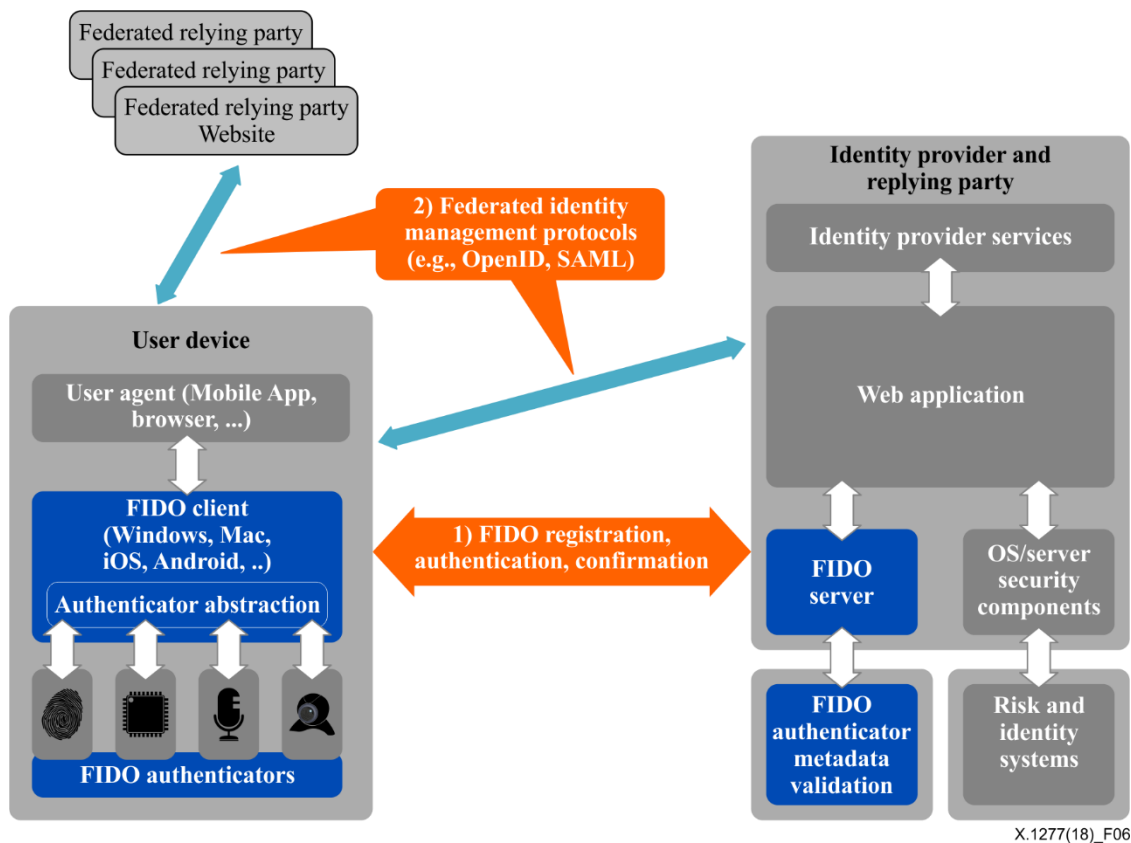 Federated relying party
Federated relying party
Federated relying party
Website
Identity provider and
replying party
Identity provider services
2) Federated identity
management protocols
(e.g., OpenID, SAML)
User device
User agent (Mobile App,
browser, ...)
Web application
FIDO client
(Windows, Mac,
iOS, Android, ..)
Authenticator abstraction
1) FIDO registration,
authentication, confirmation
FIDO
server
OS/server
security
components
FIDO authenticators
FIDO
authenticator
metadata
validation
Risk and
identity
systems
X.1277(18)_F06